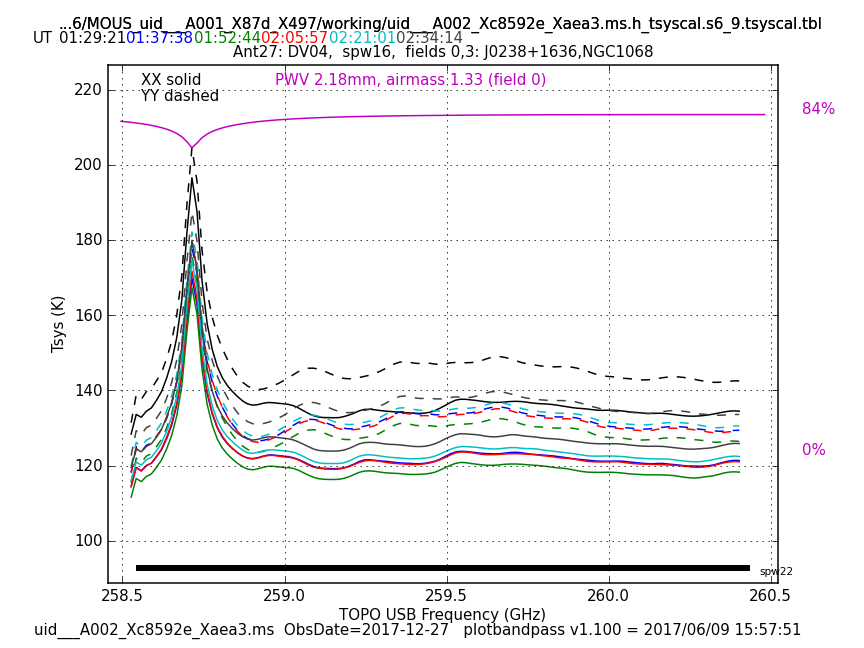 ...6/MOUS_uid___A001_X87d_X497/working/uid___A002_Xc8592e_Xaea3.ms.h_tsyscal.s6_9.tsyscal.tbl
UT 01:29:21 01:37:38 01:52:44 02:05:57 02:21:01 02:34:14
Ant27: DV04, spw16, fields 0,3: J0238+1636,NGC1068
XX solid
PWV 2.18mm, airmass 1.33 (field 0)
YY dashed
84%
220
200
180
160
140
120
100
Tsys (K)
0%
spw22
258.5 259.0 259.5 260.0 260.5
TOPO USB Frequency (GHz)
uid___A002_Xc8592e_Xaea3.ms ObsDate=2017-12-27 plotbandpass v1.100 = 2017/06/09 15:57:51